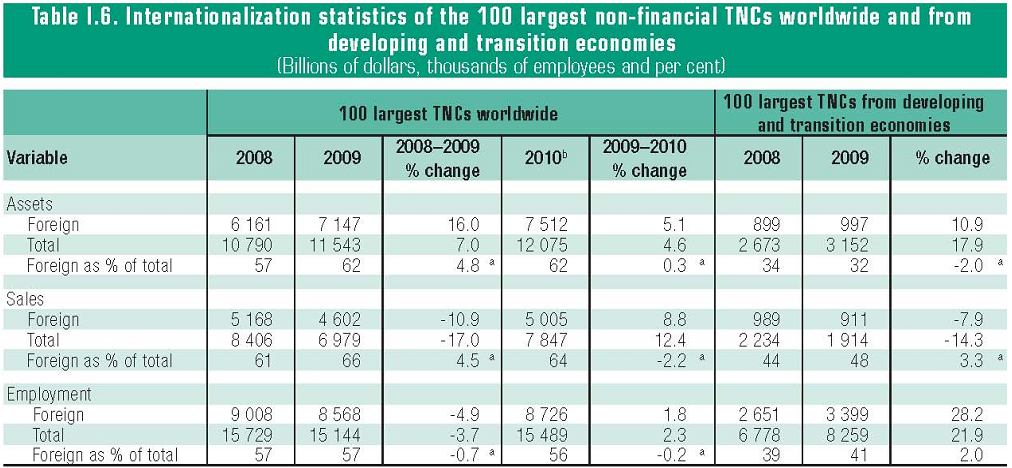 Table I.6. Internationalization statistics of the 100 largest non-financial TNCs worldwide and from
developing and transition economies
(Billions of dollars, thousands of employees and per cent)
100 largest TNCs worldwide
100 largest TNCs from developing
and transition economies
Variable 2008 2009 2008–2009 % change 2010b 2009–2010 % change 2008 2009 % change
Assets
Foreign 6 161 7 147 16.0 7 512 5.1 899 997 10.9
Total 10 790 11 543 7.0 12 075 4.6 2 673 3 152 17.9
Foreign as % of total 57 62 4.8 a 62 0.3 a 34 32 -2.0 a
Sales
Foreign 5 168 4 602 -10.9 5 005 8.8 989 911 -7.9
Total 8 406 6 979 -17.0 7 847 12.4 2 234 1 914 -14.3
Foreign as % of total 61 66 4.5 a 64 -2.2 a 44 48 3.3 a
Employment
Foreign 9 008 8 568 -4.9 8 726 1.8 2 651 3 399 28.2
Total 15 729 15 144 -3.7 15 489 2.3 6 778 8 259 21.9
Foreign as % of total 57 57 -0.7 a 56 -0.2 a 39 41 2.0